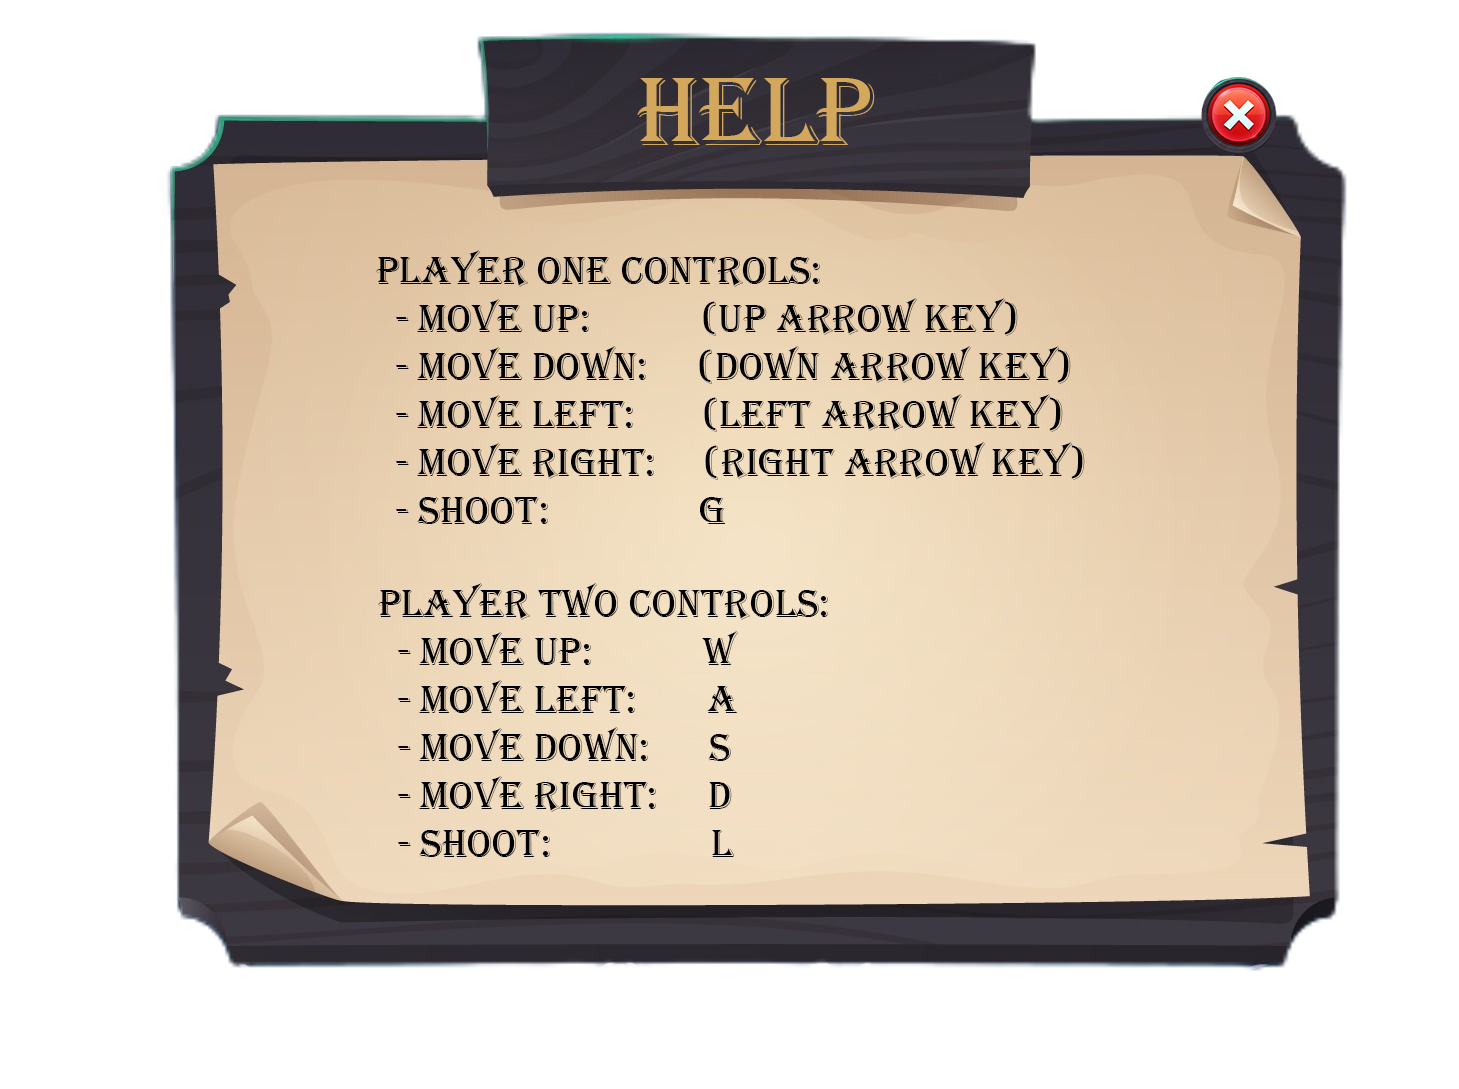 HELP
PLAYER ONE CONTROLS:
- MOVE UP: (UP ARROW KEY)
- MOVE DOWN: (DOWN ARROW KEY)
- MOVE LEFT: (LEFT ARROW KEY)
- MOVE RIGHT: (RIGHT ARROW KEY)
- SHOOT: G
PLAYER TWO CONTROLS:
- MOVE UP: W
- MOVE LEFT: A
- MOVE DOWN: S
- MOVE RIGHT: D
- SHOOT: L